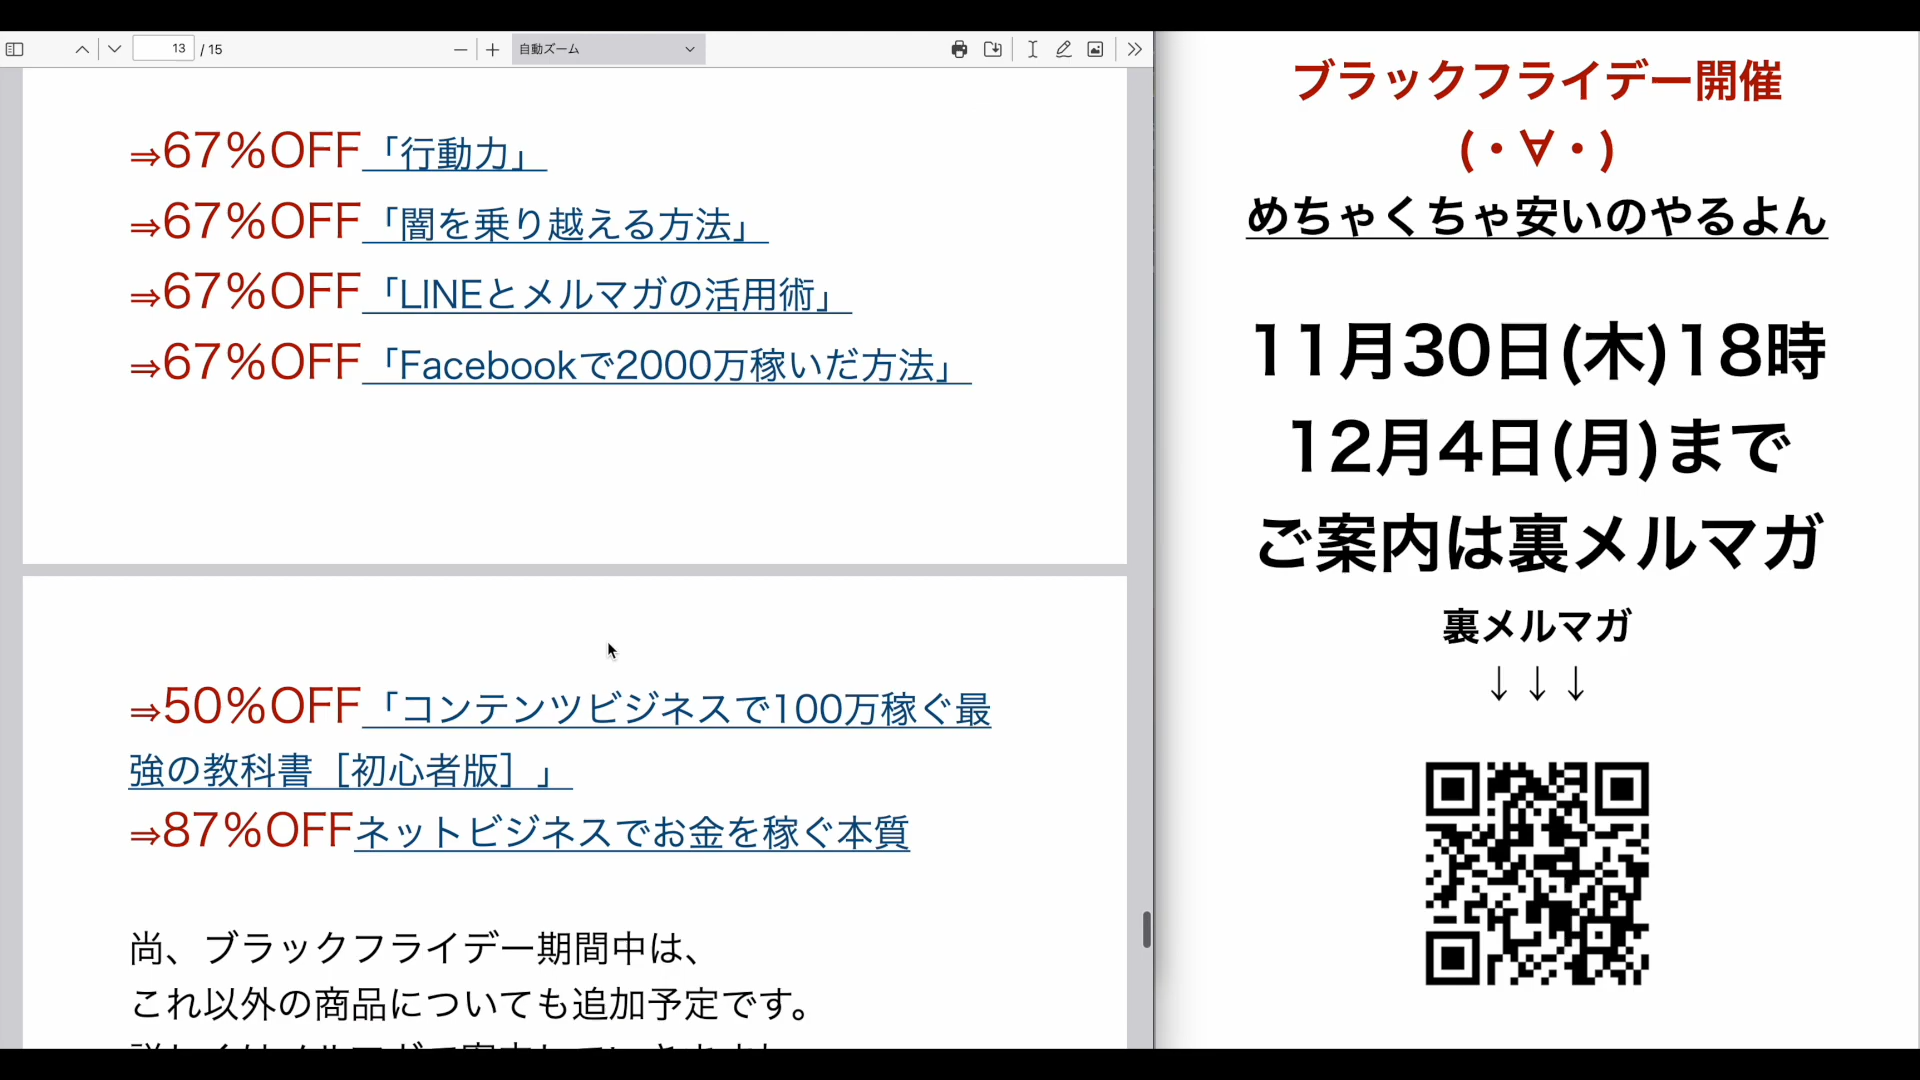 13 / 15
自動ズーム
⇒67%OFF「行動力」
⇒67%OFF「闇を乗り越える方法」
⇒67%OFF「LINEとメルマガの活用術」
⇒67%OFF「Facebookで2000万稼いだ方法」
⇒50%OFF「コンテンツビジネスで100万稼ぐ最
強の教科書［初心者版］」
⇒87%OFFネットビジネスでお金を稼ぐ本質
尚、ブラックフライデー期間中は、
これ以外の商品についても追加予定です。
ブラックフライデー開催
(・∀・)
めちゃくちゃ安いのやるよん
11月30日(木)18時
12月4日(月)まで
ご案内は裏メルマガ
裏メルマガ
↓↓↓